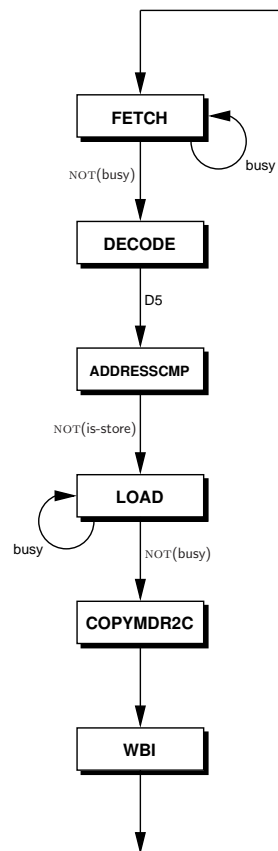 FETCH
busy
NOT(busy)
DECODE
D5
ADDRESSCMP
NOT(is-store)
LOAD
busy
NOT(busy)
COPYMDR2C
WBI